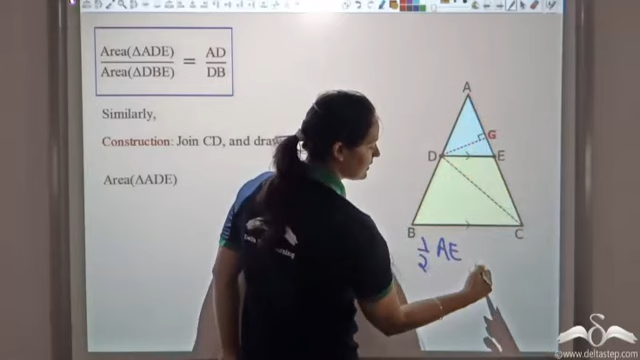 Area(ΔADE) / Area(ΔDBE) = AD / DB
Similarly,
Construction: Join CD, and
Area(ΔADE)
A
G
D
E
B
C
1/2 AE
©www.deltastep.com